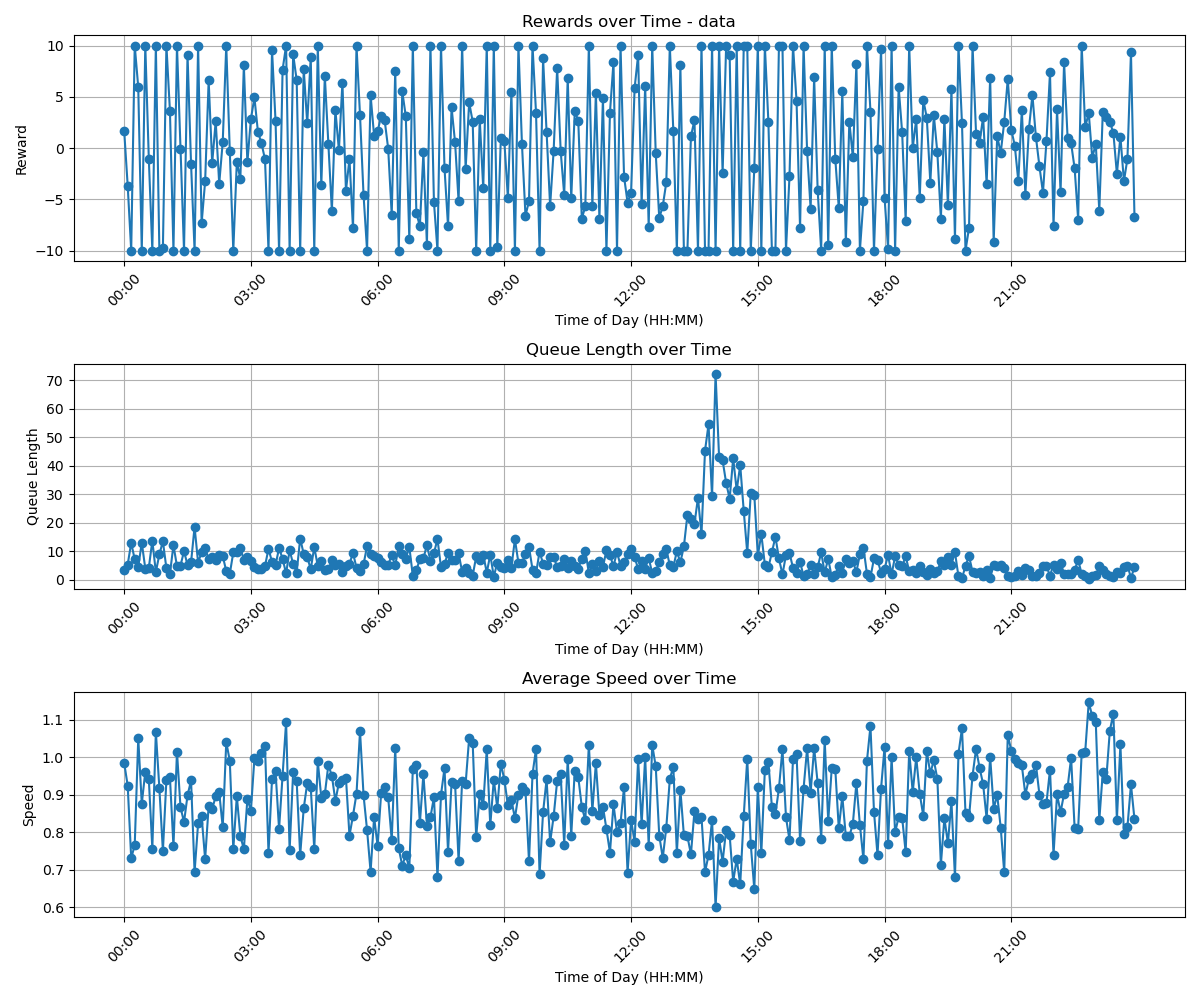 Rewards over Time - data
Reward
10
5
0
−5
−10
00:00 03:00 06:00 09:00 12:00 15:00 18:00 21:00
Time of Day (HH:MM)
Queue Length over Time
Queue Length
70
60
50
40
30
20
10
0
00:00 03:00 06:00 09:00 12:00 15:00 18:00 21:00
Time of Day (HH:MM)
Average Speed over Time
Speed
1.1
1.0
0.9
0.8
0.7
0.6
00:00 03:00 06:00 09:00 12:00 15:00 18:00 21:00
Time of Day (HH:MM)